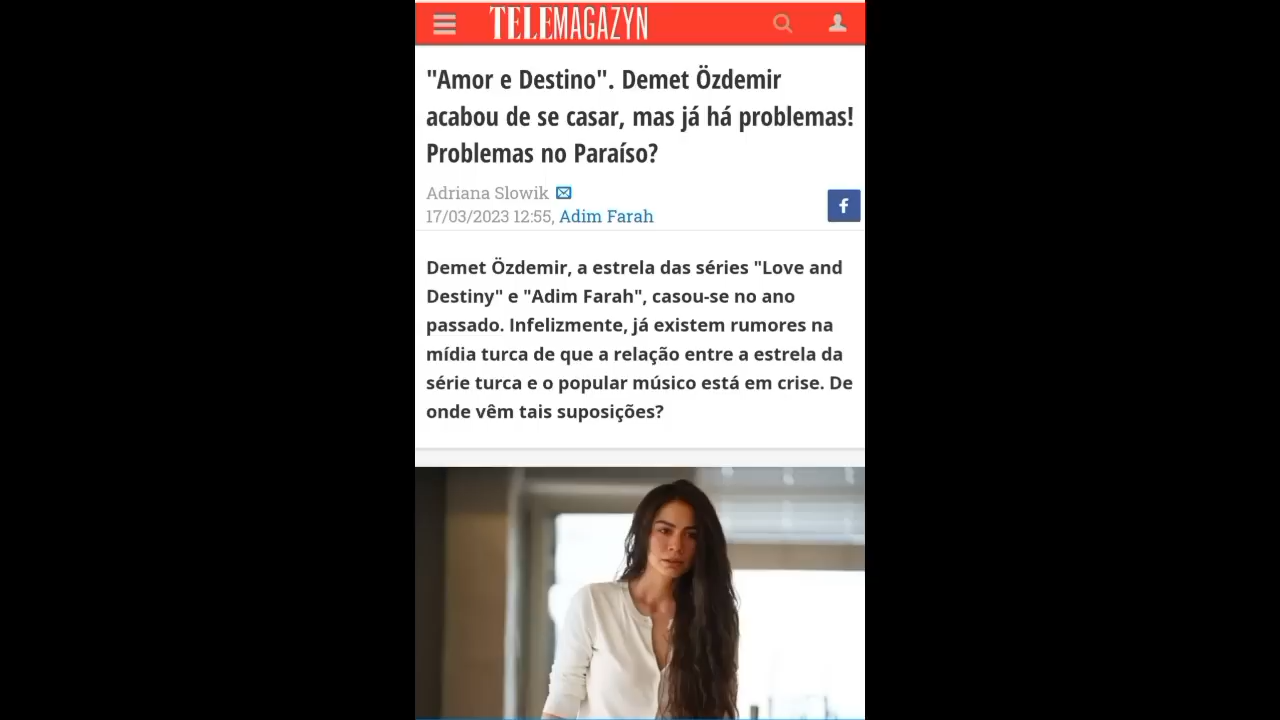 TELEMAGAZYN
"Amor e Destino". Demet Özdemir
acabou de se casar, mas já há problemas!
Problemas no Paraíso?
Adriana Slowik
17/03/2023 12:55, Adim Farah
f
Demet Özdemir, a estrela das séries "Love and
Destiny" e "Adim Farah", casou-se no ano
passado. Infelizmente, já existem rumores na
mídia turca de que a relação entre a estrela da
série turca e o popular músico está em crise. De
onde vêm tais suposições?